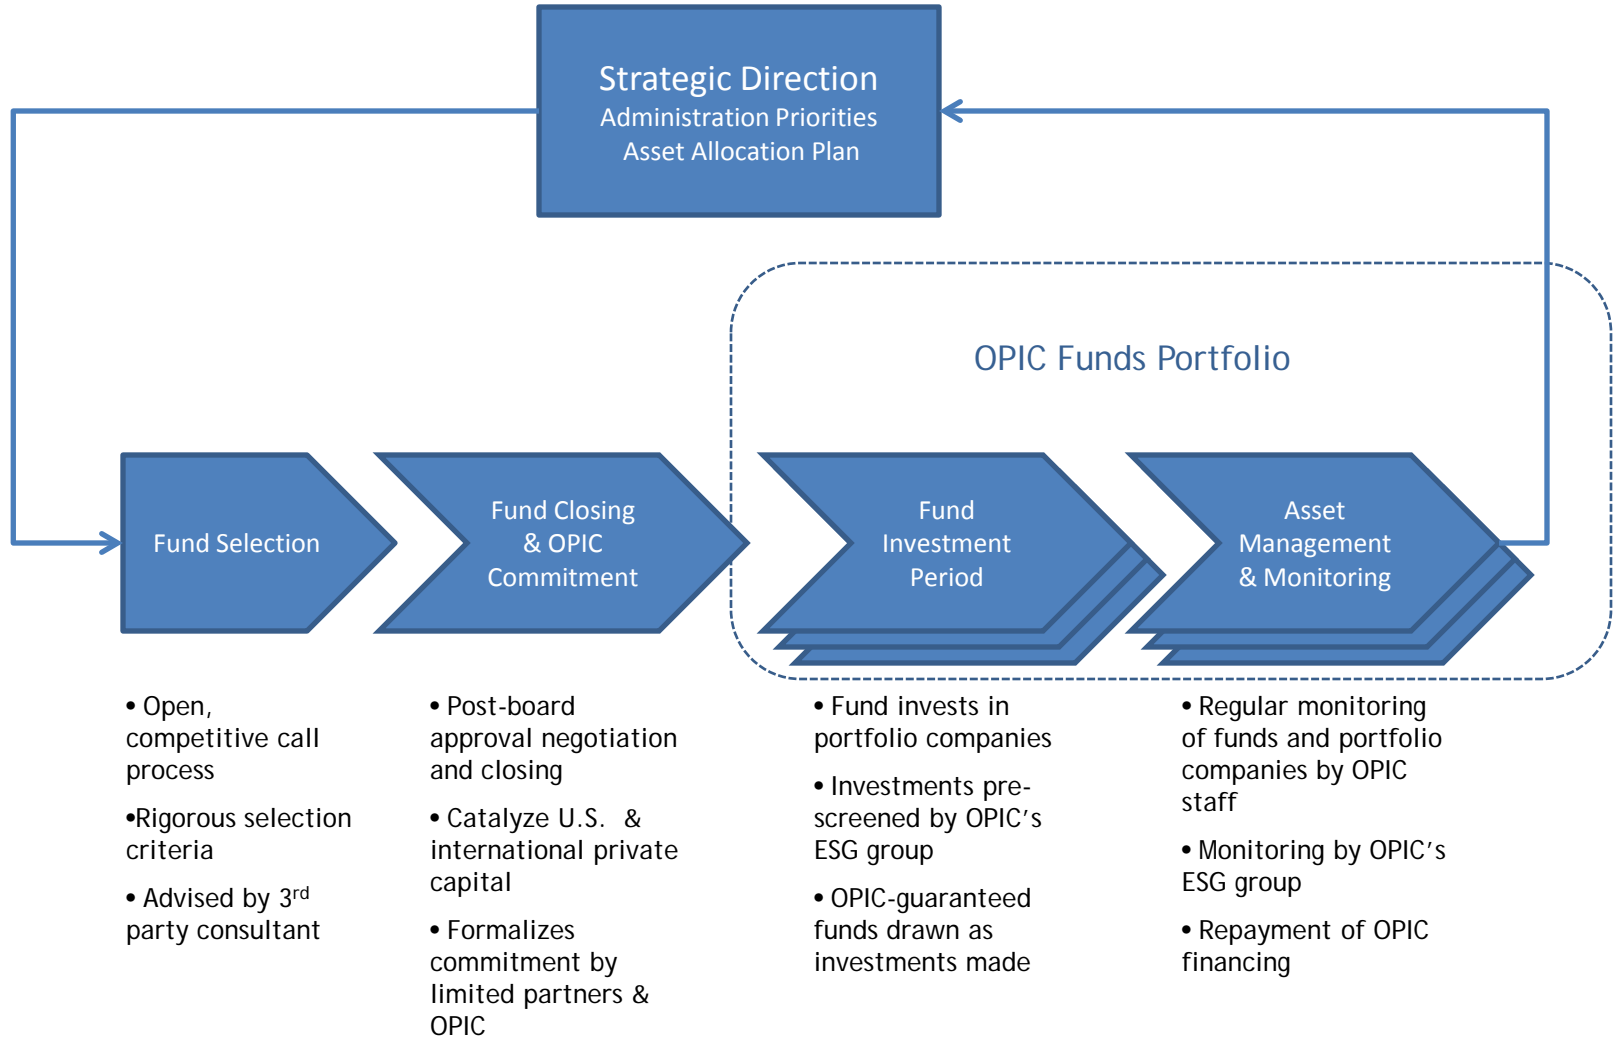 Strategic Direction
Administration Priorities
Asset Allocation Plan
OPIC Funds Portfolio
Fund Selection
Fund Closing
& OPIC
Commitment
Fund
Investment
Period
Asset
Management
& Monitoring
• Open,
competitive call
process
•Rigorous selection
criteria
• Advised by 3rd
party consultant
• Post-board
approval negotiation
and closing
• Catalyze U.S. &
international private
capital
• Formalizes
commitment by
limited partners &
OPIC
• Fund invests in
portfolio companies
• Investments pre-
screened by OPIC’s
ESG group
• OPIC-guaranteed
funds drawn as
investments made
• Regular monitoring
of funds and portfolio
companies by OPIC
staff
• Monitoring by OPIC’s
ESG group
• Repayment of OPIC
financing